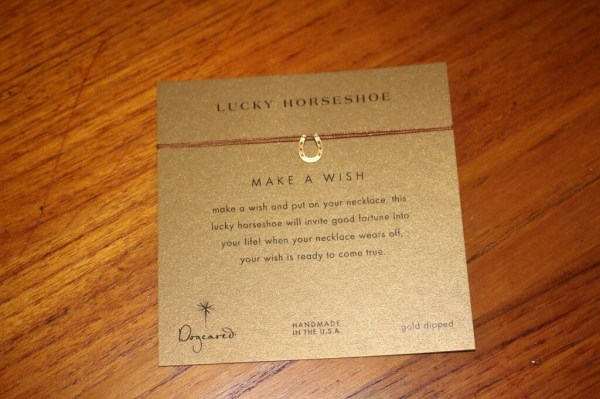 LUCKY HORSESHOE
MAKE A WISH
make a wish and put on your necklace. this
lucky horseshoe will invite good fortune into
your life! when your necklace wears off,
your wish is ready to come true.
Dogeared
HANDMADE
IN THE U.S.A.
gold dipped